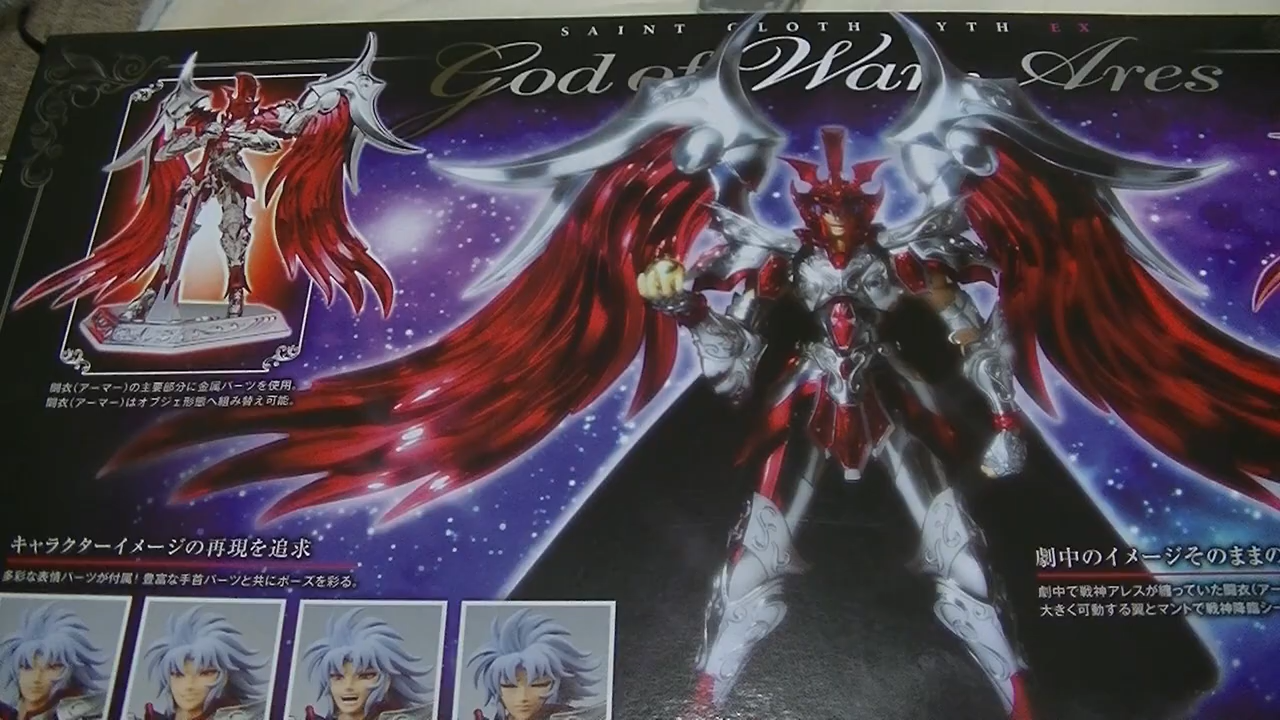 SAINT CLOTH MYTH EX
God of War Ares
闘衣(アーマー)の主要部分に金属パーツを使用。
闘衣(アーマー)はオブジェ形態へ組み替え可能。
キャラクターイメージの再現を追求
多彩な表情パーツが付属!豊富な手首パーツと共にポーズを彩る。
劇中のイメージそのままの
劇中で戦神アレスが纏っていた闘衣(アー
大きく可動する翼とマントで戦神降臨シー